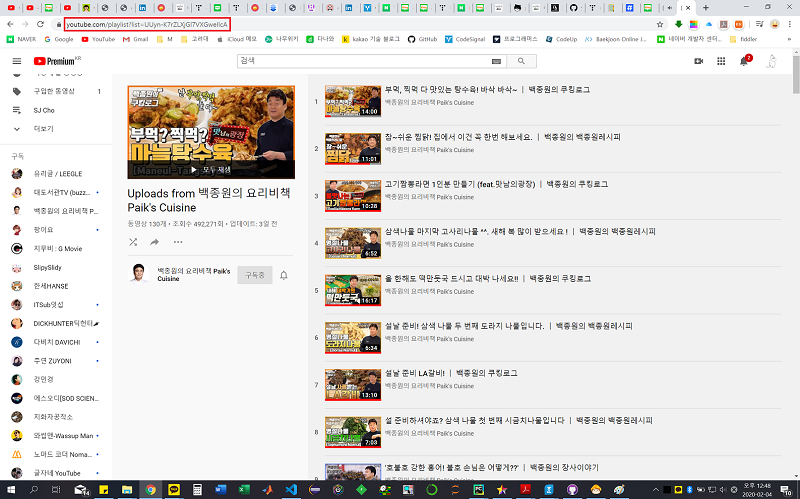 youtube.com/playlist?list=UUyn-K7rZLXjGl7VXGweIlcA
NAVER
Google
YouTube
Gmail
M
고려대
iCloud 메모
나무위키
다나와
kakao 기술 블로그
GitHub
CodeSignal
프로그래머스
CodeUp
Baekjoon Online J...
네이버 개발자 센터...
fiddler
Premium KR
검색
2
구입한 동영상 1
SJ Cho
더보기
구독
유리글 / LEEGLE
대도서관TV (buzz...
백종원의 요리비책 P...
땅이요
지무비 : G Movie
SlipySlidy
한세HANSE
ITSub잇섭
DICKHUNTER딕헌터
다비치 DAVICHI
주연 ZUYONI
강민경
에스오디(SOD SCIEN...
지화자공작소
와썹맨-Wassup Man
노마드 코더 Noma...
글자네 YouTube
백종원의 쿠킹로그
맛남의 광장
부먹?찍먹?
마늘탕수육
모두 재생
Uploads from 백종원의 요리비책
Paik's Cuisine
동영상 130개 • 조회수 492,271회 • 업데이트: 3일 전
백종원의 요리비책 Paik's
Cuisine
구독중
1
14:00
부먹, 찍먹 다 맛있는 탕수육! 바삭 바삭~ ㅣ 백종원의 쿠킹로그
백종원의 요리비책 Paik's Cuisine
2
11:01
참~쉬운 찜닭! 집에서 이건 꼭 한번 해보세요. ㅣ 백종원의 백종원레시피
백종원의 요리비책 Paik's Cuisine
3
10:28
고기짬뽕라면 1인분 만들기 (feat.맛남의광장) ㅣ 백종원의 쿠킹로그
백종원의 요리비책 Paik's Cuisine
4
6:52
삼색나물 마지막 고사리나물 ^^. 새해 복 많이 받으세요 ! ㅣ 백종원의 백종원레시피
백종원의 요리비책 Paik's Cuisine
5
16:17
올 한해도 떡만둣국 드시고 대박 나세요!! ㅣ 백종원의 쿠킹로그
백종원의 요리비책 Paik's Cuisine
6
6:34
설날 준비! 삼색 나물 두 번째 도라지 나물입니다. ㅣ 백종원의 백종원레시피
백종원의 요리비책 Paik's Cuisine
7
13:10
설날 준비 LA갈비! ㅣ 백종원의 쿠킹로그
백종원의 요리비책 Paik's Cuisine
8
7:03
설 준비하셔야죠? 삼색 나물 첫 번째 시금치나물입니다 ㅣ 백종원의 백종원레시피
백종원의 요리비책 Paik's Cuisine
'호불호 강한 홍어! 불호 손님은 어떻게??' ㅣ 백종원의 장사이야기
오후 12:48
2020-12-04